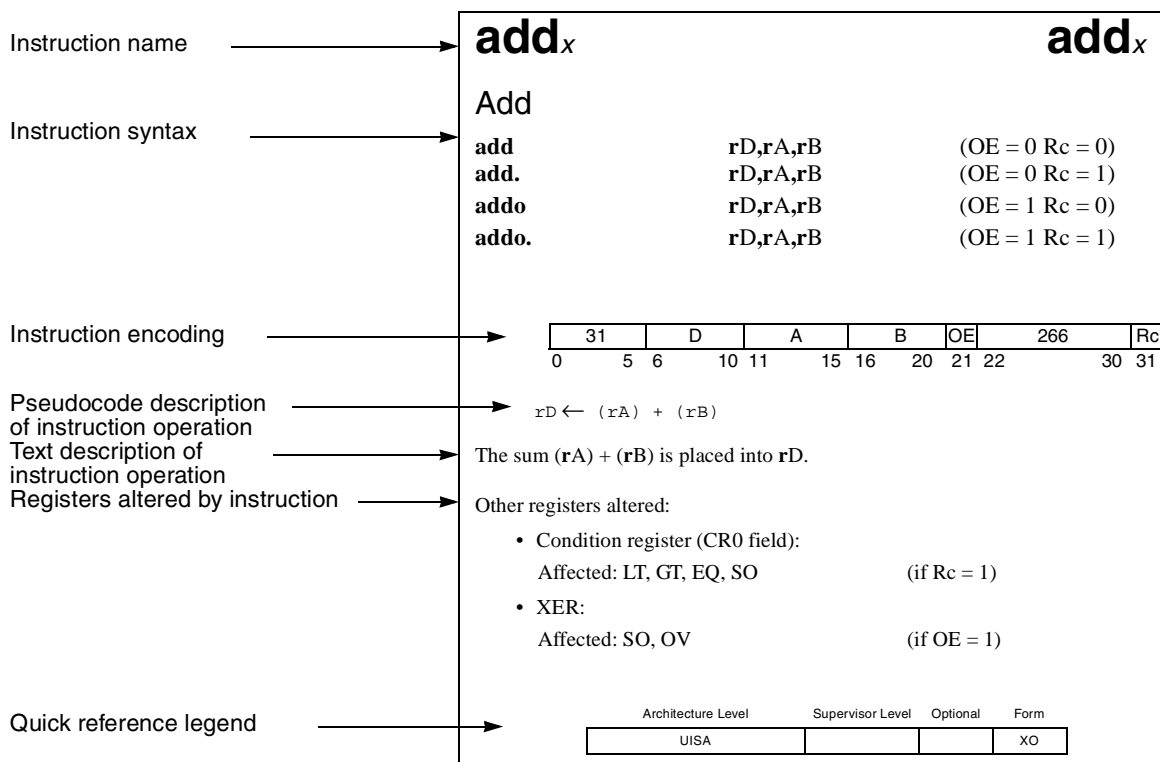 Instruction name
addx addx
Add
Instruction syntax
add rD,rA,rB (OE = 0 Rc = 0)
add. rD,rA,rB (OE = 0 Rc = 1)
addo rD,rA,rB (OE = 1 Rc = 0)
addo. rD,rA,rB (OE = 1 Rc = 1)
Instruction encoding
31 D A B OE 266 Rc
0 5 6 10 11 15 16 20 21 22 30 31
Pseudocode description
of instruction operation
rD ← (rA) + (rB)
Text description of
instruction operation
The sum (rA) + (rB) is placed into rD.
Registers altered by instruction
Other registers altered:
• Condition register (CR0 field):
Affected: LT, GT, EQ, SO (if Rc = 1)
• XER:
Affected: SO, OV (if OE = 1)
Quick reference legend
Architecture Level Supervisor Level Optional Form
UISA XO